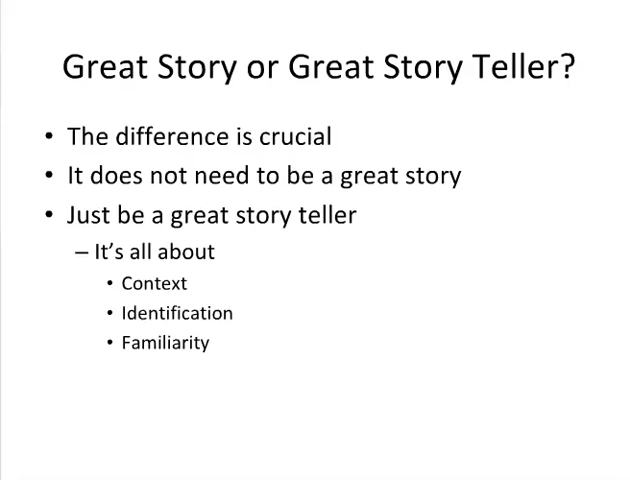 Great Story or Great Story Teller?
• The difference is crucial
• It does not need to be a great story
• Just be a great story teller
– It's all about
• Context
• Identification
• Familiarity